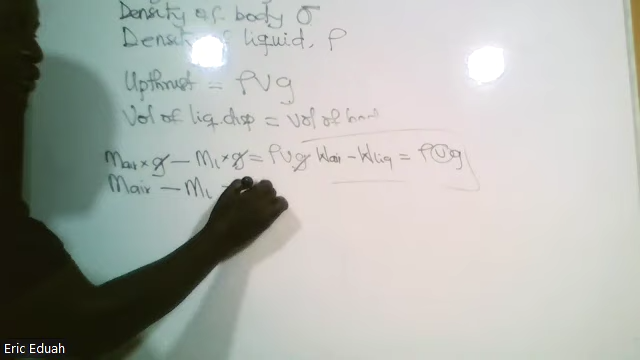 Density of body σ
Density of liquid, ρ
Upthrust = ρVg
Vol of liq. disp = Vol of
Mair × g − ML × g = ρVg Wair − Wliq = ρVg
Mair − ML =
Eric Eduah